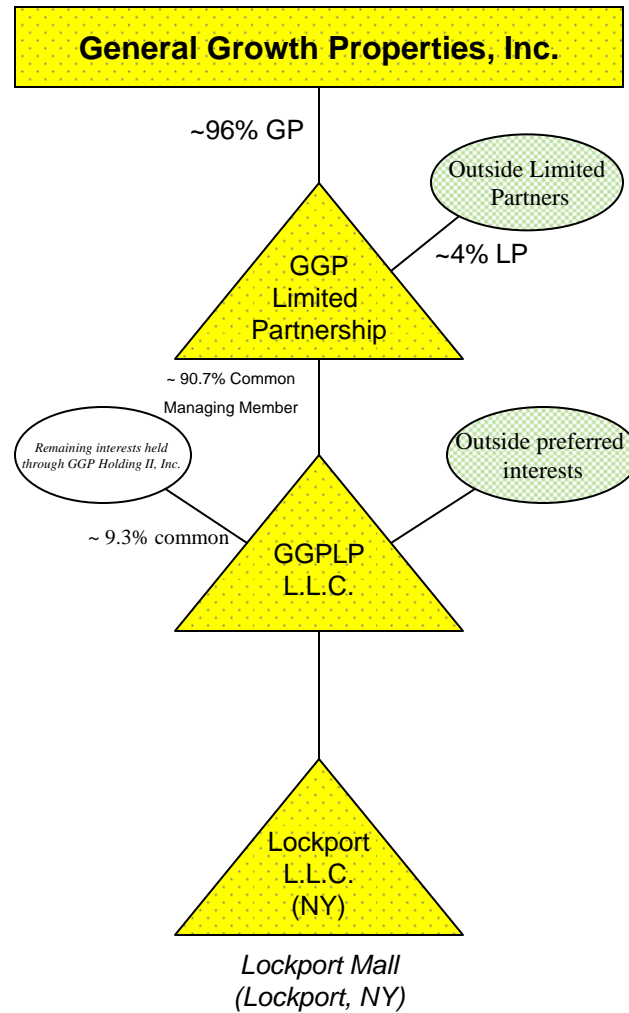 General Growth Properties, Inc.
~96% GP
Outside Limited
Partners
~4% LP
GGP
Limited
Partnership
~ 90.7% Common
Managing Member
Remaining interests held
through GGP Holding II, Inc.
Outside preferred
interests
~ 9.3% common
GGPLP
L.L.C.
Lockport
L.L.C.
(NY)
Lockport Mall
(Lockport, NY)